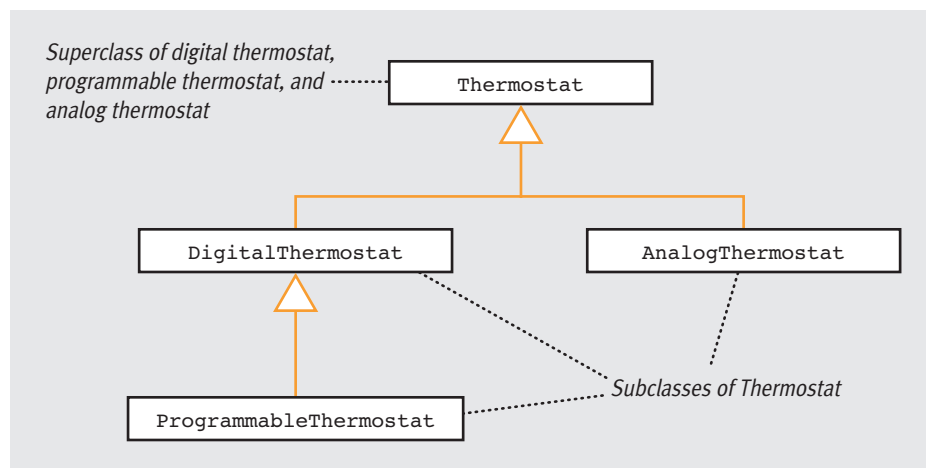 Superclass of digital thermostat,
programmable thermostat, and
analog thermostat
Thermostat
DigitalThermostat
AnalogThermostat
Subclasses of Thermostat
ProgrammableThermostat